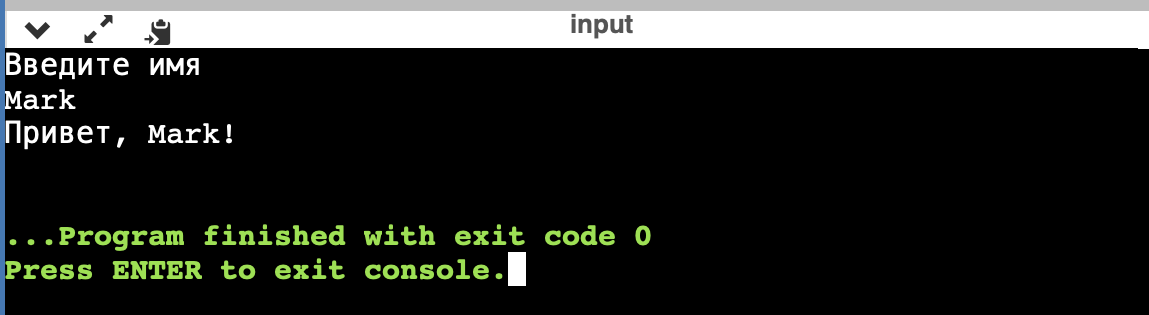 input
Введите имя
Mark
Привет, Mark!
...Program finished with exit code 0
Press ENTER to exit console.